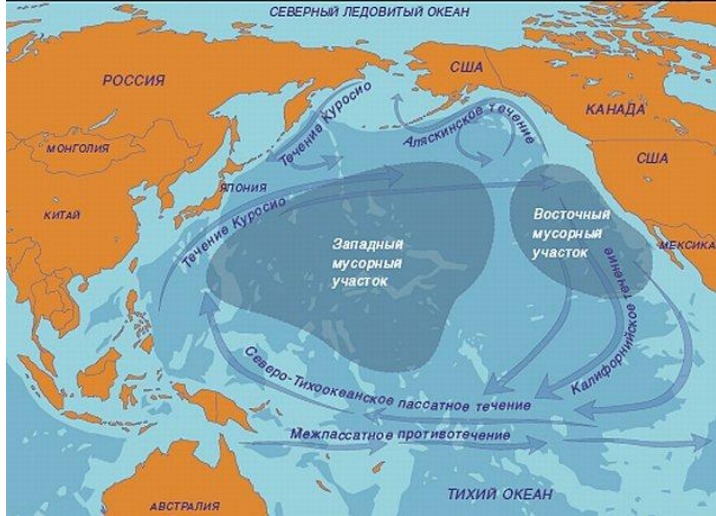 СЕВЕРНЫЙ ЛЕДОВИТЫЙ ОКЕАН
РОССИЯ
США
КАНАДА
Течение Куросио
Аляскинское течение
МОНГОЛИЯ
США
ЯПОНИЯ
КИТАЙ
Течение Куросио
Западный
мусорный
участок
Восточный
мусорный
участок
МЕКСИКА
Калифорнийское течение
Северо-Тихоокеанское пассатное течение
Межпассатное противотечение
АВСТРАЛИЯ
ТИХИЙ ОКЕАН